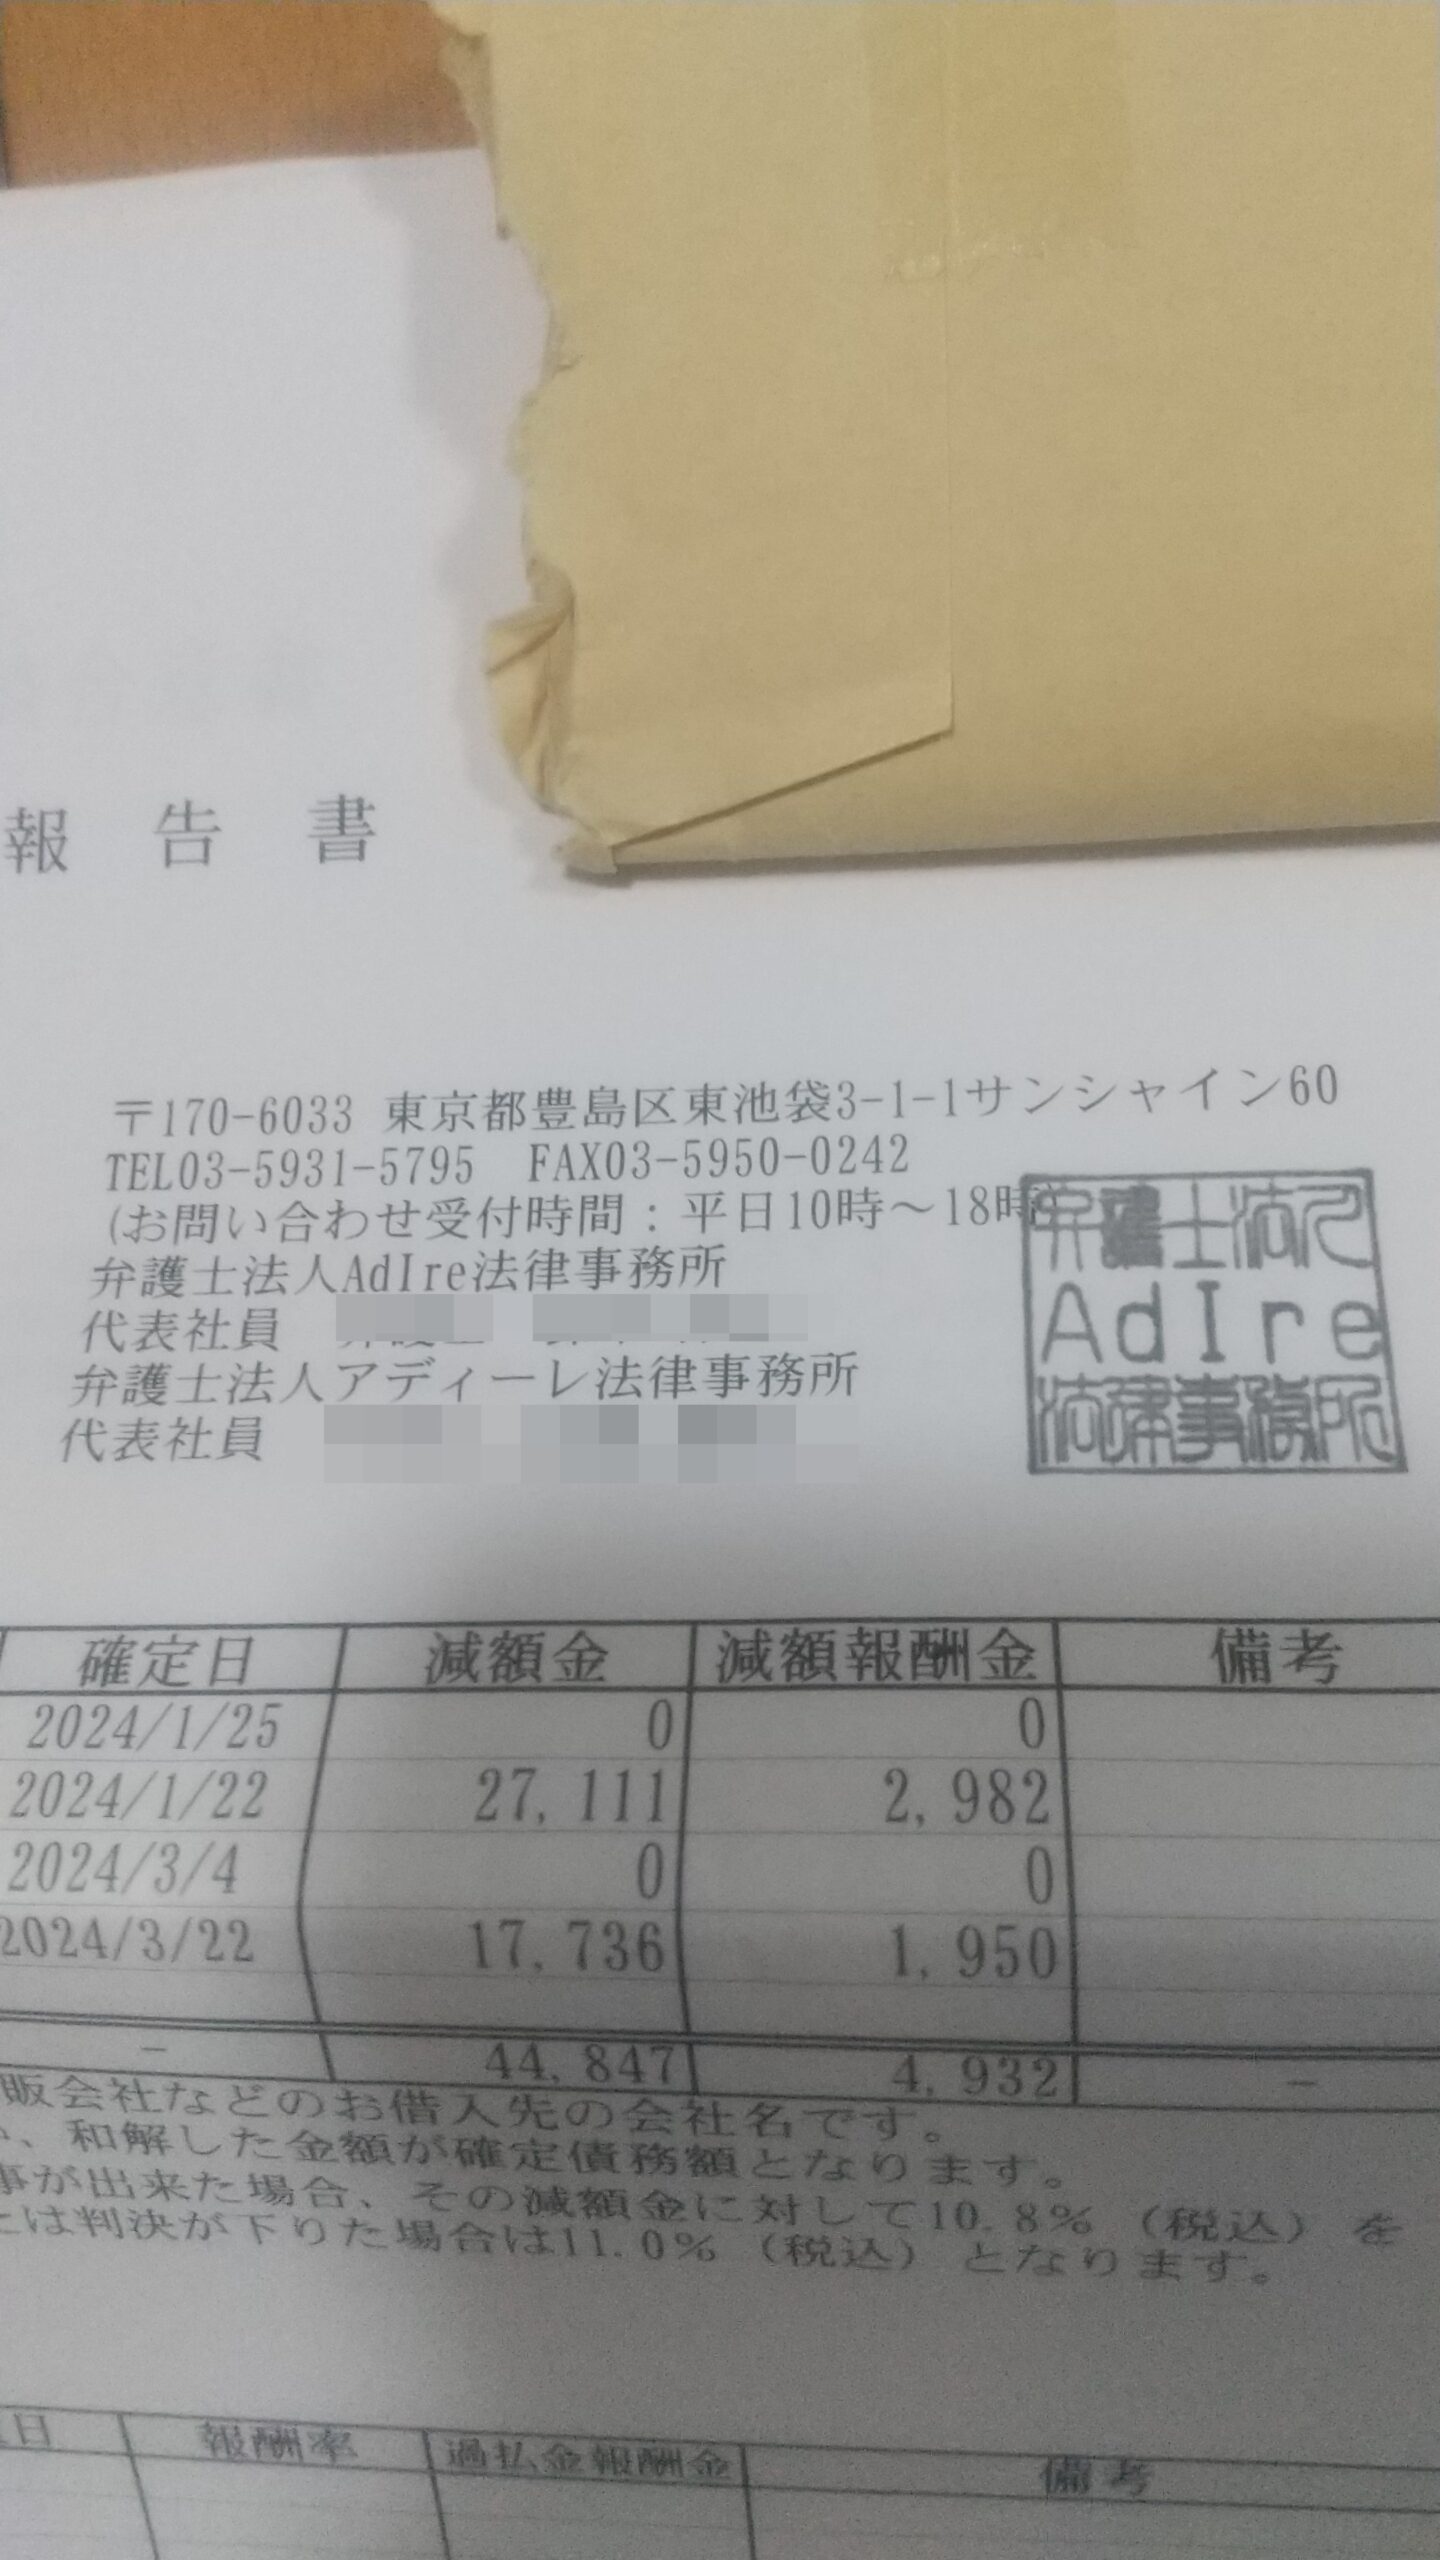 報告書
〒170-6033 東京都豊島区東池袋3-1-1サンシャイン60
TEL03-5931-5795 FAX03-5950-0242
(お問い合わせ受付時間：平日10時～18時
弁護士法人AdIre法律事務所
代表社員
弁護士法人アディーレ法律事務所
代表社員
弁護士法人
AdIre
法律事務所
確定日 減額金 減額報酬金 備考
2024/1/25 0 0
2024/1/22 27,111 2,982
2024/3/4 0 0
2024/3/22 17,736 1,950
- 44,847 4,932 -
販会社などのお借入先の会社名です。
、和解した金額が確定債務額となります。
事が出来た場合、その減額金に対して10.8%（税込）を
には判決が下りた場合は11.0%（税込）となります。
日 報酬率 過払金報酬金 備考